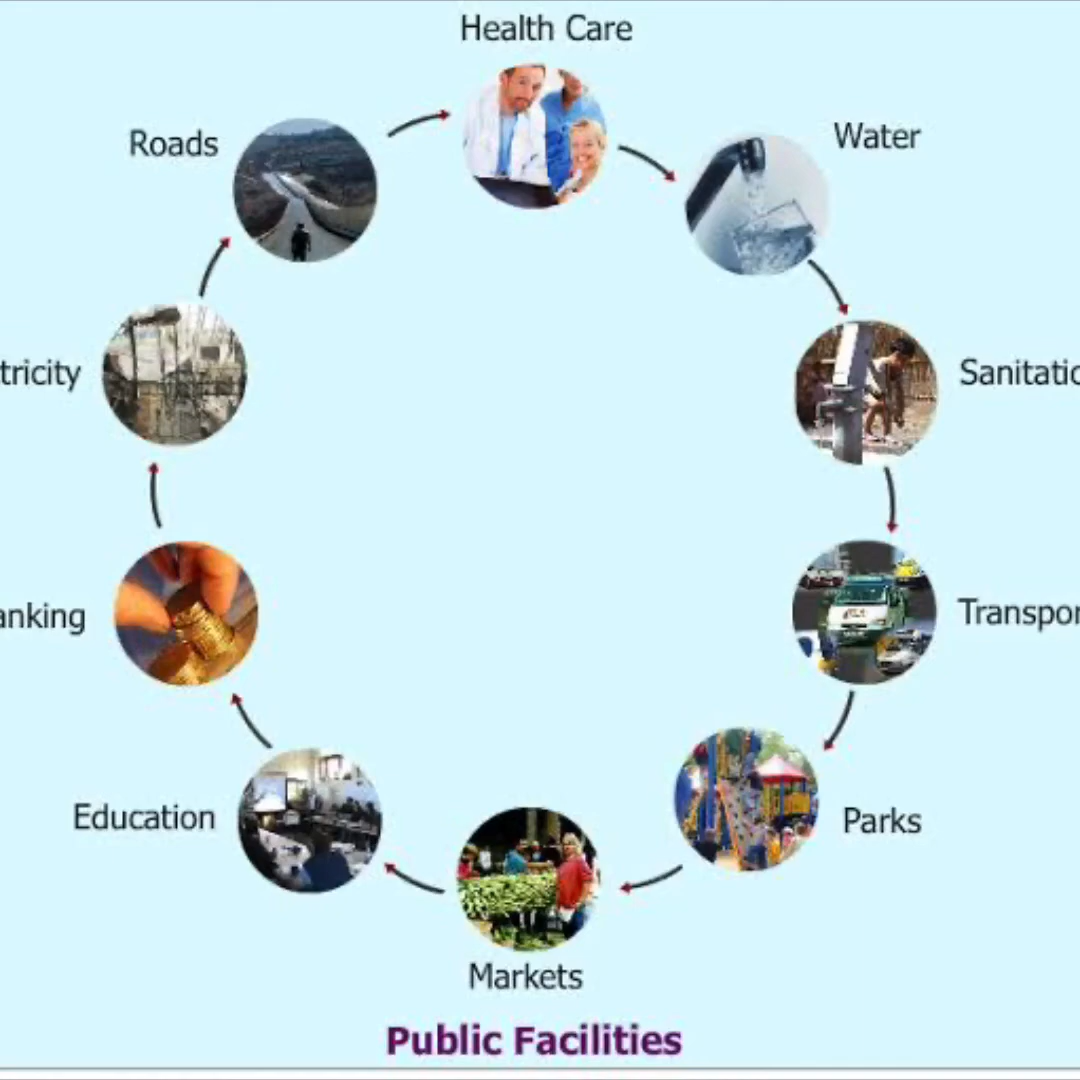 Health Care
Roads
Water
tricity
Sanitatio
anking
Transpor
Education
Parks
Markets
Public Facilities